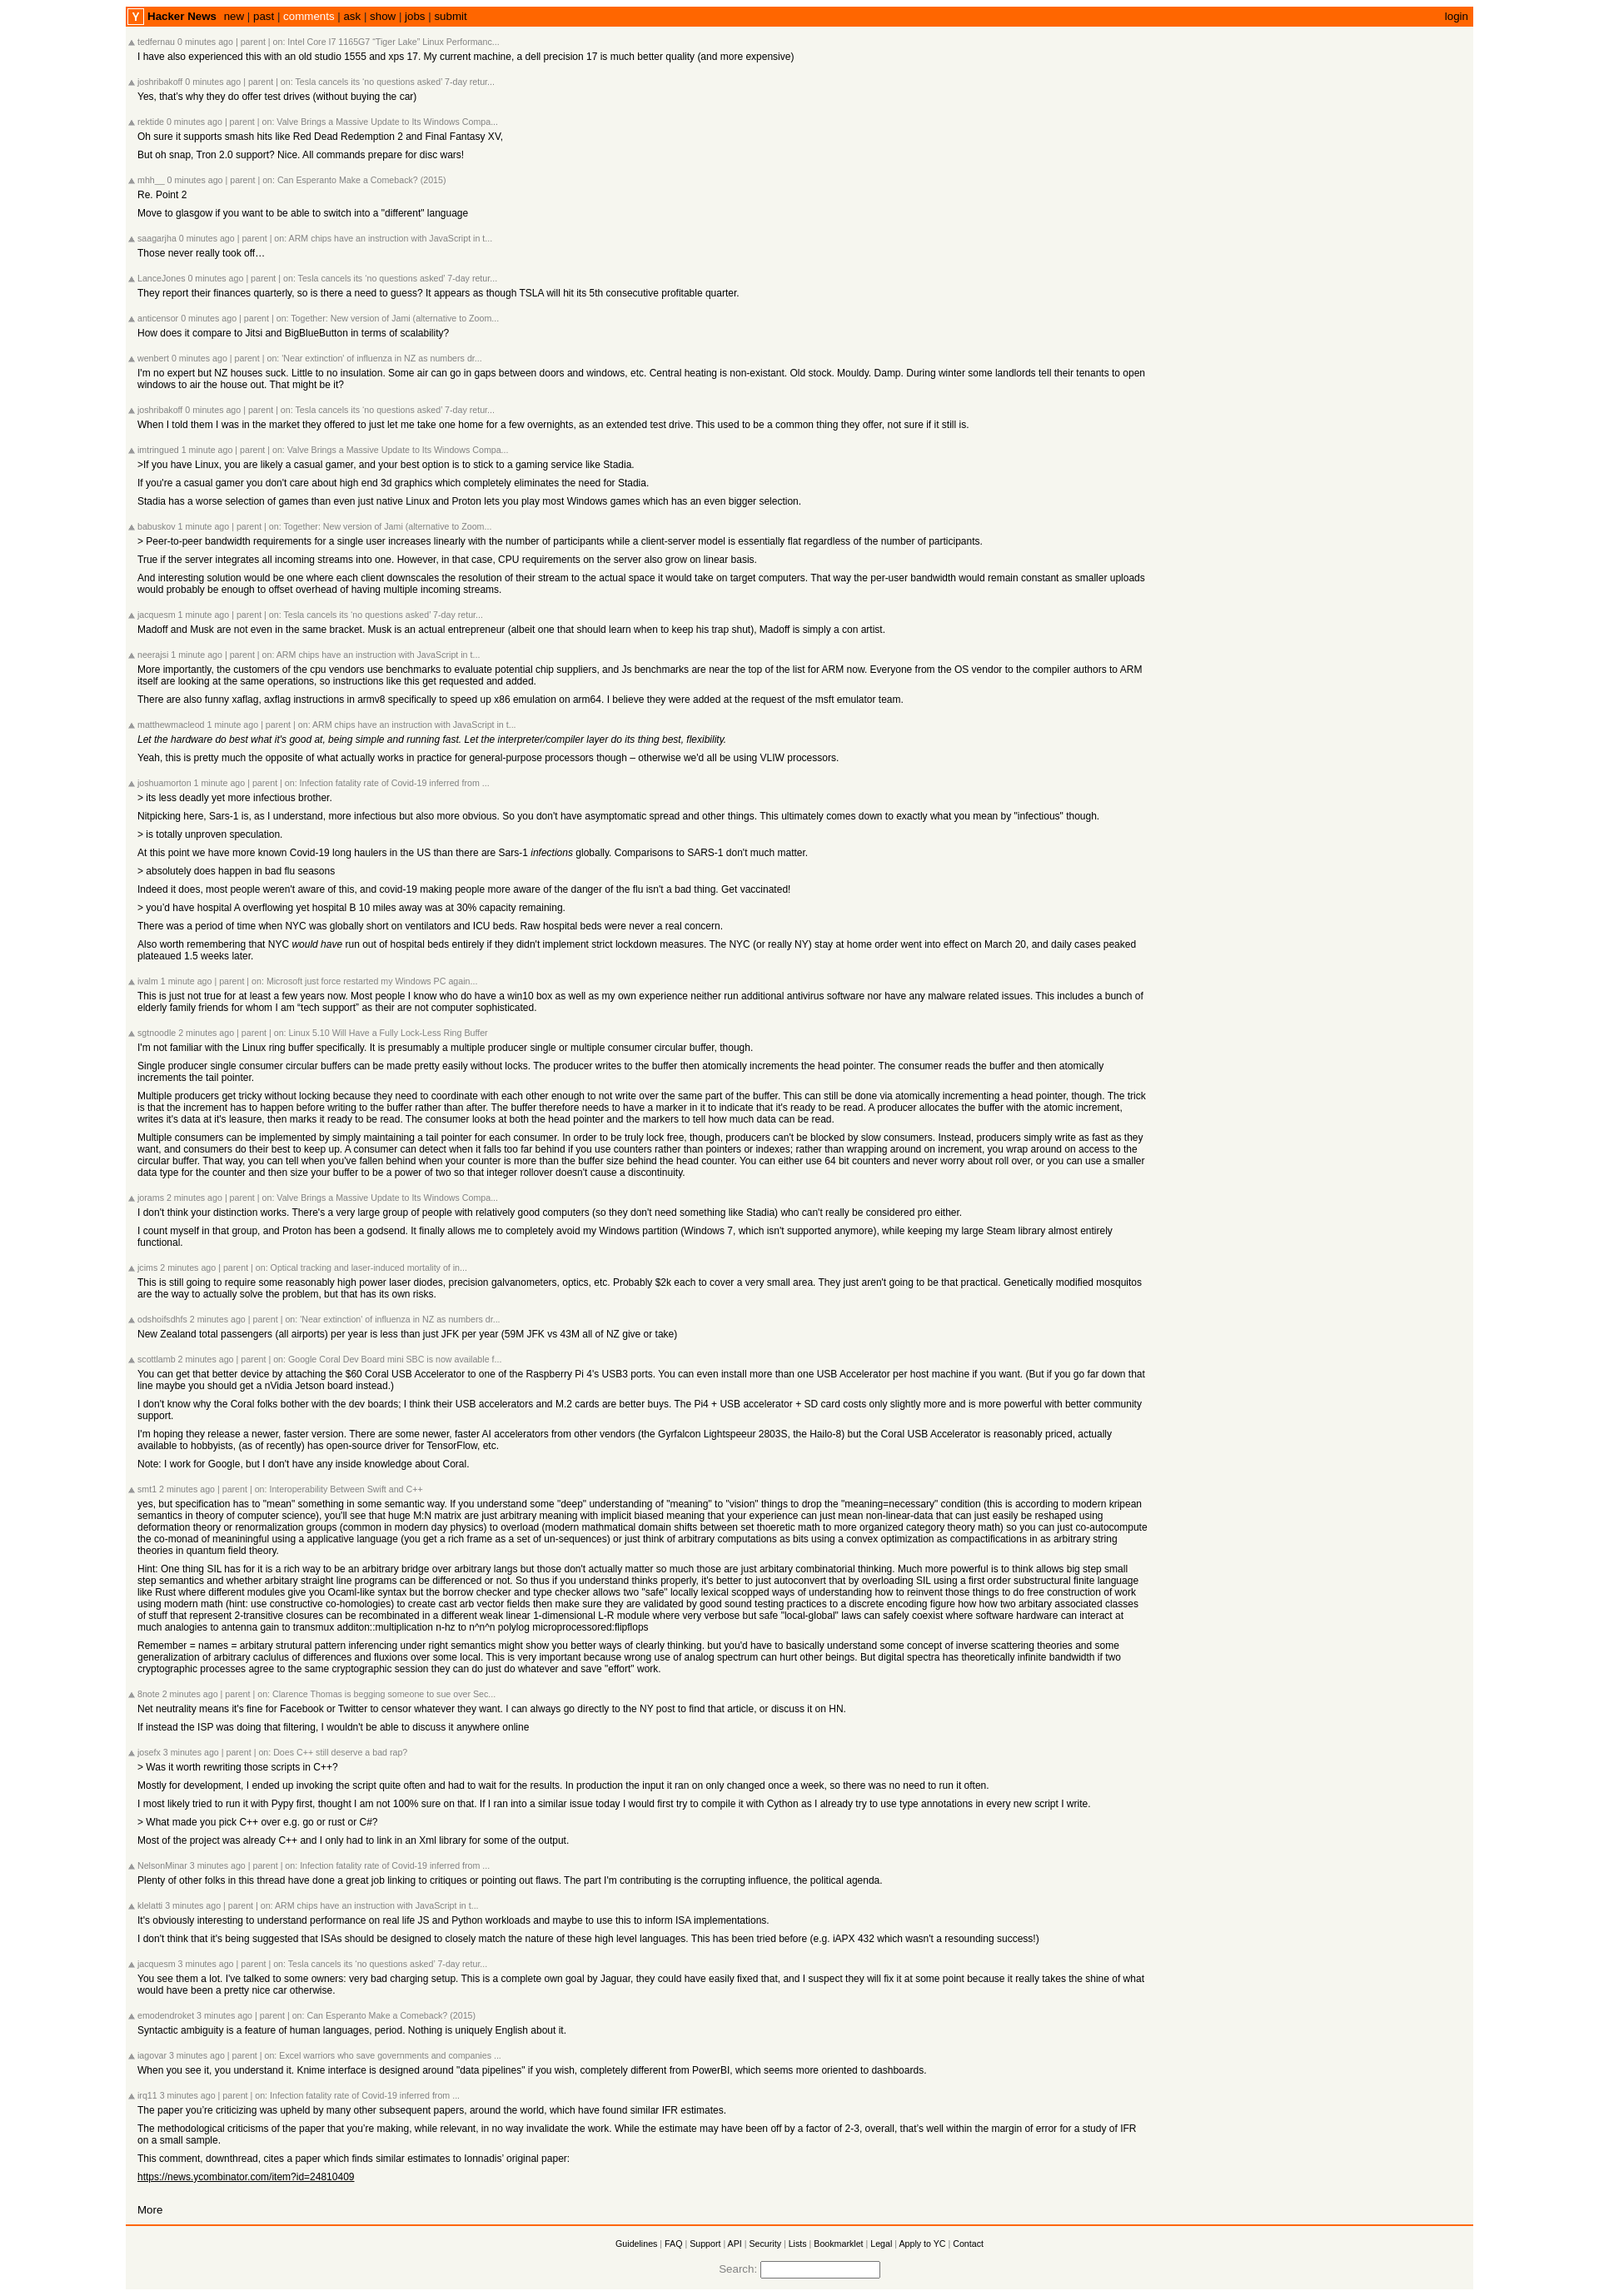 Y Hacker News new | past | comments | ask | show | jobs | submit login
tedfernau 0 minutes ago | parent | on: Intel Core I7 1165G7 “Tiger Lake” Linux Performanc...
I have also experienced this with an old studio 1555 and xps 17. My current machine, a dell precision 17 is much better quality (and more expensive)
joshribakoff 0 minutes ago | parent | on: Tesla cancels its ‘no questions asked’ 7-day retur...
Yes, that’s why they do offer test drives (without buying the car)
rektide 0 minutes ago | parent | on: Valve Brings a Massive Update to Its Windows Compa...
Oh sure it supports smash hits like Red Dead Redemption 2 and Final Fantasy XV,
But oh snap, Tron 2.0 support? Nice. All commands prepare for disc wars!
mhh__ 0 minutes ago | parent | on: Can Esperanto Make a Comeback? (2015)
Re. Point 2
Move to glasgow if you want to be able to switch into a "different" language
saagarjha 0 minutes ago | parent | on: ARM chips have an instruction with JavaScript in t...
Those never really took off…
LanceJones 0 minutes ago | parent | on: Tesla cancels its ‘no questions asked’ 7-day retur...
They report their finances quarterly, so is there a need to guess? It appears as though TSLA will hit its 5th consecutive profitable quarter.
anticensor 0 minutes ago | parent | on: Together: New version of Jami (alternative to Zoom...
How does it compare to Jitsi and BigBlueButton in terms of scalability?
wenbert 0 minutes ago | parent | on: 'Near extinction' of influenza in NZ as numbers dr...
I'm no expert but NZ houses suck. Little to no insulation. Some air can go in gaps between doors and windows, etc. Central heating is non-existant. Old stock. Mouldy. Damp. During winter some landlords tell their tenants to open
windows to air the house out. That might be it?
joshribakoff 0 minutes ago | parent | on: Tesla cancels its ‘no questions asked’ 7-day retur...
When I told them I was in the market they offered to just let me take one home for a few overnights, as an extended test drive. This used to be a common thing they offer, not sure if it still is.
imtringued 1 minute ago | parent | on: Valve Brings a Massive Update to Its Windows Compa...
>If you have Linux, you are likely a casual gamer, and your best option is to stick to a gaming service like Stadia.
If you're a casual gamer you don't care about high end 3d graphics which completely eliminates the need for Stadia.
Stadia has a worse selection of games than even just native Linux and Proton lets you play most Windows games which has an even bigger selection.
babuskov 1 minute ago | parent | on: Together: New version of Jami (alternative to Zoom...
> Peer-to-peer bandwidth requirements for a single user increases linearly with the number of participants while a client-server model is essentially flat regardless of the number of participants.
True if the server integrates all incoming streams into one. However, in that case, CPU requirements on the server also grow on linear basis.
And interesting solution would be one where each client downscales the resolution of their stream to the actual space it would take on target computers. That way the per-user bandwidth would remain constant as smaller uploads
would probably be enough to offset overhead of having multiple incoming streams.
jacquesm 1 minute ago | parent | on: Tesla cancels its ‘no questions asked’ 7-day retur...
Madoff and Musk are not even in the same bracket. Musk is an actual entrepreneur (albeit one that should learn when to keep his trap shut), Madoff is simply a con artist.
neerajsi 1 minute ago | parent | on: ARM chips have an instruction with JavaScript in t...
More importantly, the customers of the cpu vendors use benchmarks to evaluate potential chip suppliers, and Js benchmarks are near the top of the list for ARM now. Everyone from the OS vendor to the compiler authors to ARM
itself are looking at the same operations, so instructions like this get requested and added.
There are also funny xaflag, axflag instructions in armv8 specifically to speed up x86 emulation on arm64. I believe they were added at the request of the msft emulator team.
matthewmacleod 1 minute ago | parent | on: ARM chips have an instruction with JavaScript in t...
Let the hardware do best what it's good at, being simple and running fast. Let the interpreter/compiler layer do its thing best, flexibility.
Yeah, this is pretty much the opposite of what actually works in practice for general-purpose processors though – otherwise we'd all be using VLIW processors.
joshuamorton 1 minute ago | parent | on: Infection fatality rate of Covid-19 inferred from ...
> its less deadly yet more infectious brother.
Nitpicking here, Sars-1 is, as I understand, more infectious but also more obvious. So you don't have asymptomatic spread and other things. This ultimately comes down to exactly what you mean by "infectious" though.
> is totally unproven speculation.
At this point we have more known Covid-19 long haulers in the US than there are Sars-1 infections globally. Comparisons to SARS-1 don't much matter.
> absolutely does happen in bad flu seasons
Indeed it does, most people weren't aware of this, and covid-19 making people more aware of the danger of the flu isn't a bad thing. Get vaccinated!
> you’d have hospital A overflowing yet hospital B 10 miles away was at 30% capacity remaining.
There was a period of time when NYC was globally short on ventilators and ICU beds. Raw hospital beds were never a real concern.
Also worth remembering that NYC would have run out of hospital beds entirely if they didn't implement strict lockdown measures. The NYC (or really NY) stay at home order went into effect on March 20, and daily cases peaked
plateaued 1.5 weeks later.
ivalm 1 minute ago | parent | on: Microsoft just force restarted my Windows PC again...
This is just not true for at least a few years now. Most people I know who do have a win10 box as well as my own experience neither run additional antivirus software nor have any malware related issues. This includes a bunch of
elderly family friends for whom I am “tech support” as their are not computer sophisticated.
sgtnoodle 2 minutes ago | parent | on: Linux 5.10 Will Have a Fully Lock-Less Ring Buffer
I'm not familiar with the Linux ring buffer specifically. It is presumably a multiple producer single or multiple consumer circular buffer, though.
Single producer single consumer circular buffers can be made pretty easily without locks. The producer writes to the buffer then atomically increments the head pointer. The consumer reads the buffer and then atomically
increments the tail pointer.
Multiple producers get tricky without locking because they need to coordinate with each other enough to not write over the same part of the buffer. This can still be done via atomically incrementing a head pointer, though. The trick
is that the increment has to happen before writing to the buffer rather than after. The buffer therefore needs to have a marker in it to indicate that it's ready to be read. A producer allocates the buffer with the atomic increment,
writes it's data at it's leasure, then marks it ready to be read. The consumer looks at both the head pointer and the markers to tell how much data can be read.
Multiple consumers can be implemented by simply maintaining a tail pointer for each consumer. In order to be truly lock free, though, producers can't be blocked by slow consumers. Instead, producers simply write as fast as they
want, and consumers do their best to keep up. A consumer can detect when it falls too far behind if you use counters rather than pointers or indexes; rather than wrapping around on increment, you wrap around on access to the
circular buffer. That way, you can tell when you've fallen behind when your counter is more than the buffer size behind the head counter. You can either use 64 bit counters and never worry about roll over, or you can use a smaller
data type for the counter and then size your buffer to be a power of two so that integer rollover doesn't cause a discontinuity.
jorams 2 minutes ago | parent | on: Valve Brings a Massive Update to Its Windows Compa...
I don't think your distinction works. There's a very large group of people with relatively good computers (so they don't need something like Stadia) who can't really be considered pro either.
I count myself in that group, and Proton has been a godsend. It finally allows me to completely avoid my Windows partition (Windows 7, which isn't supported anymore), while keeping my large Steam library almost entirely
functional.
jcims 2 minutes ago | parent | on: Optical tracking and laser-induced mortality of in...
This is still going to require some reasonably high power laser diodes, precision galvanometers, optics, etc. Probably $2k each to cover a very small area. They just aren't going to be that practical. Genetically modified mosquitos
are the way to actually solve the problem, but that has its own risks.
odshoifsdhfs 2 minutes ago | parent | on: 'Near extinction' of influenza in NZ as numbers dr...
New Zealand total passengers (all airports) per year is less than just JFK per year (59M JFK vs 43M all of NZ give or take)
scottlamb 2 minutes ago | parent | on: Google Coral Dev Board mini SBC is now available f...
You can get that better device by attaching the $60 Coral USB Accelerator to one of the Raspberry Pi 4's USB3 ports. You can even install more than one USB Accelerator per host machine if you want. (But if you go far down that
line maybe you should get a nVidia Jetson board instead.)
I don't know why the Coral folks bother with the dev boards; I think their USB accelerators and M.2 cards are better buys. The Pi4 + USB accelerator + SD card costs only slightly more and is more powerful with better community
support.
I'm hoping they release a newer, faster version. There are some newer, faster AI accelerators from other vendors (the Gyrfalcon Lightspeeur 2803S, the Hailo-8) but the Coral USB Accelerator is reasonably priced, actually
available to hobbyists, (as of recently) has open-source driver for TensorFlow, etc.
Note: I work for Google, but I don't have any inside knowledge about Coral.
smt1 2 minutes ago | parent | on: Interoperability Between Swift and C++
yes, but specification has to "mean" something in some semantic way. If you understand some "deep" understanding of "meaning" to "vision" things to drop the "meaning=necessary" condition (this is according to modern kripean
semantics in theory of computer science), you'll see that huge M:N matrix are just arbitrary meaning with implicit biased meaning that your experience can just mean non-linear-data that can just easily be reshaped using
deformation theory or renormalization groups (common in modern day physics) to overload (modern mathmatical domain shifts between set thoeretic math to more organized category theory math) so you can just co-autocompute
the co-monad of meaniningful using a applicative language (you get a rich frame as a set of un-sequences) or just think of arbitrary computations as bits using a convex optimization as compactifications in as arbitrary string
theories in quantum field theory.
Hint: One thing SIL has for it is a rich way to be an arbitrary bridge over arbitrary langs but those don't actually matter so much those are just arbitary combinatorial thinking. Much more powerful is to think allows big step small
step semantics and whether arbitary straight line programs can be differenced or not. So thus if you understand thinks properly, it's better to just autoconvert that by overloading SIL using a first order substructural finite language
like Rust where different modules give you Ocaml-like syntax but the borrow checker and type checker allows two "safe" locally lexical scopped ways of understanding how to reinvent those things to do free construction of work
using modern math (hint: use constructive co-homologies) to create cast arb vector fields then make sure they are validated by good sound testing practices to a discrete encoding figure how how two arbitary associated classes
of stuff that represent 2-transitive closures can be recombinated in a different weak linear 1-dimensional L-R module where very verbose but safe "local-global" laws can safely coexist where software hardware can interact at
much analogies to antenna gain to transmux additon::multiplication n-hz to n^n^n polylog microprocessored:flipflops
Remember = names = arbitary strutural pattern inferencing under right semantics might show you better ways of clearly thinking. but you'd have to basically understand some concept of inverse scattering theories and some
generalization of arbitrary caclulus of differences and fluxions over some local. This is very important because wrong use of analog spectrum can hurt other beings. But digital spectra has theoretically infinite bandwidth if two
cryptographic processes agree to the same cryptographic session they can do just do whatever and save "effort" work.
8note 2 minutes ago | parent | on: Clarence Thomas is begging someone to sue over Sec...
Net neutrality means it's fine for Facebook or Twitter to censor whatever they want. I can always go directly to the NY post to find that article, or discuss it on HN.
If instead the ISP was doing that filtering, I wouldn't be able to discuss it anywhere online
josefx 3 minutes ago | parent | on: Does C++ still deserve a bad rap?
> Was it worth rewriting those scripts in C++?
Mostly for development, I ended up invoking the script quite often and had to wait for the results. In production the input it ran on only changed once a week, so there was no need to run it often.
I most likely tried to run it with Pypy first, thought I am not 100% sure on that. If I ran into a similar issue today I would first try to compile it with Cython as I already try to use type annotations in every new script I write.
> What made you pick C++ over e.g. go or rust or C#?
Most of the project was already C++ and I only had to link in an Xml library for some of the output.
NelsonMinar 3 minutes ago | parent | on: Infection fatality rate of Covid-19 inferred from ...
Plenty of other folks in this thread have done a great job linking to critiques or pointing out flaws. The part I'm contributing is the corrupting influence, the political agenda.
klelatti 3 minutes ago | parent | on: ARM chips have an instruction with JavaScript in t...
It's obviously interesting to understand performance on real life JS and Python workloads and maybe to use this to inform ISA implementations.
I don't think that it's being suggested that ISAs should be designed to closely match the nature of these high level languages. This has been tried before (e.g. iAPX 432 which wasn't a resounding success!)
jacquesm 3 minutes ago | parent | on: Tesla cancels its ‘no questions asked’ 7-day retur...
You see them a lot. I've talked to some owners: very bad charging setup. This is a complete own goal by Jaguar, they could have easily fixed that, and I suspect they will fix it at some point because it really takes the shine of what
would have been a pretty nice car otherwise.
emodendroket 3 minutes ago | parent | on: Can Esperanto Make a Comeback? (2015)
Syntactic ambiguity is a feature of human languages, period. Nothing is uniquely English about it.
iagovar 3 minutes ago | parent | on: Excel warriors who save governments and companies ...
When you see it, you understand it. Knime interface is designed around "data pipelines" if you wish, completely different from PowerBI, which seems more oriented to dashboards.
irq11 3 minutes ago | parent | on: Infection fatality rate of Covid-19 inferred from ...
The paper you’re criticizing was upheld by many other subsequent papers, around the world, which have found similar IFR estimates.
The methodological criticisms of the paper that you’re making, while relevant, in no way invalidate the work. While the estimate may have been off by a factor of 2-3, overall, that’s well within the margin of error for a study of IFR
on a small sample.
This comment, downthread, cites a paper which finds similar estimates to Ionnadis’ original paper:
https://news.ycombinator.com/item?id=24810409
More
Guidelines | FAQ | Support | API | Security | Lists | Bookmarklet | Legal | Apply to YC | Contact
Search: